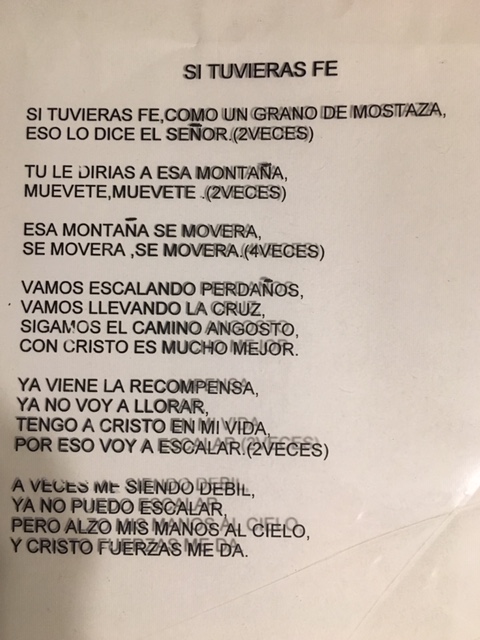 SI TUVIERAS FE
SI TUVIERAS FE,COMO UN GRANO DE MOSTAZA,
ESO LO DICE EL SEÑOR.(2VECES)
TU LE DIRIAS A ESA MONTAÑA,
MUEVETE,MUEVETE .(2VECES)
ESA MONTAÑA SE MOVERA,
SE MOVERA ,SE MOVERA.(4VECES)
VAMOS ESCALANDO PERDAÑOS,
VAMOS LLEVANDO LA CRUZ,
SIGAMOS EL CAMINO ANGOSTO,
CON CRISTO ES MUCHO MEJOR.
YA VIENE LA RECOMPENSA,
YA NO VOY A LLORAR,
TENGO A CRISTO EN MI VIDA,
POR ESO VOY A ESCALAR.(2VECES)
A VECES ME SIENDO DEBIL,
YA NO PUEDO ESCALAR,
PERO ALZO MIS MANOS AL CIELO,
Y CRISTO FUERZAS ME DA.